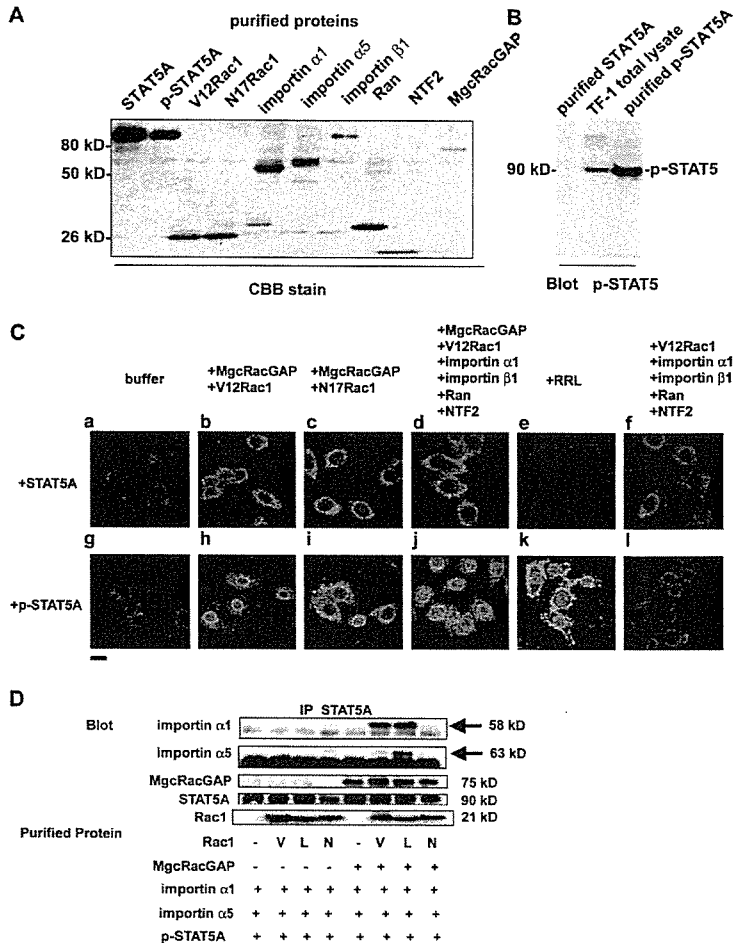 A
purified proteins
STAT5A
p-STAT5A
V12Rac1
N17Rac1
importin α1
importin α5
importin β1
Ran
NTF2
MgcRacGAP
80 kD
50 kD
26 kD
CBB stain
B
purified STAT5A
TF-1 total lysate
purified p-STAT5A
90 kD-
-p-STAT5
Blot p-STAT5
C
buffer
+MgcRacGAP
+V12Rac1
+MgcRacGAP
+N17Rac1
+MgcRacGAP
+V12Rac1
+importin α1
+importin β1
+Ran
+NTF2
+RRL
+V12Rac1
+importin α1
+importin β1
+Ran
+NTF2
a b c d e f
+STAT5A
g h i j k l
+p-STAT5A
D
IP STAT5A
Blot importin α1 58 kD
importin α5 63 kD
MgcRacGAP 75 kD
STAT5A 90 kD
Rac1 21 kD
Purified Protein
Rac1 - V L N - V L N
MgcRacGAP - - - - + + + +
importin α1 + + + + + + + +
importin α5 + + + + + + + +
p-STAT5A + + + + + + + +